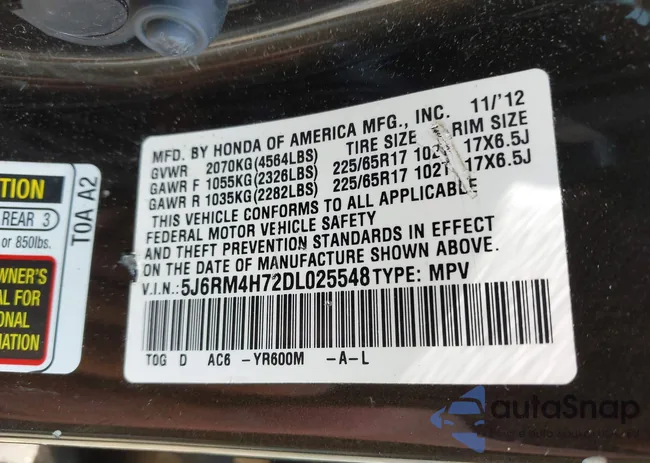 MFD. BY HONDA OF AMERICA MFG., INC. 11/'12
GVWR 2070KG(4564LBS) TIRE SIZE RIM SIZE
GAWR F 1055KG(2326LBS) 225/65R17 102T 17X6.5J
GAWR R 1035KG(2282LBS) 225/65R17 102T 17X6.5J
THIS VEHICLE CONFORMS TO ALL APPLICABLE
FEDERAL MOTOR VEHICLE SAFETY
AND THEFT PREVENTION STANDARDS IN EFFECT
ON THE DATE OF MANUFACTURE SHOWN ABOVE.
V.I.N.: 5J6RM4H72DL025548 TYPE: MPV
TOG D AC6 -YR600M -A-L
TION
REAR 3
or 850lbs.
WNER'S
AL FOR
ONAL
MATION
TOA A2
autoSnap